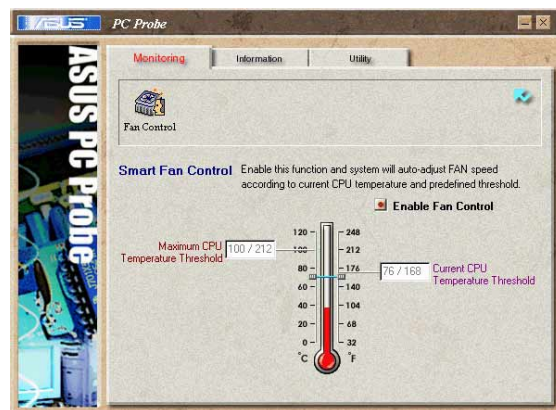 ASUS PC Probe
Monitoring Information Utility
ASUS PC Probe
Fan Control
Smart Fan Control Enable this function and system will auto-adjust FAN speed
according to current CPU temperature and predefined threshold.
Enable Fan Control
Maximum CPU
Temperature Threshold
100 / 212
76 / 168
Current CPU
Temperature Threshold
120 248
100 212
80 176
60 140
40 104
20 68
0 32
°C °F